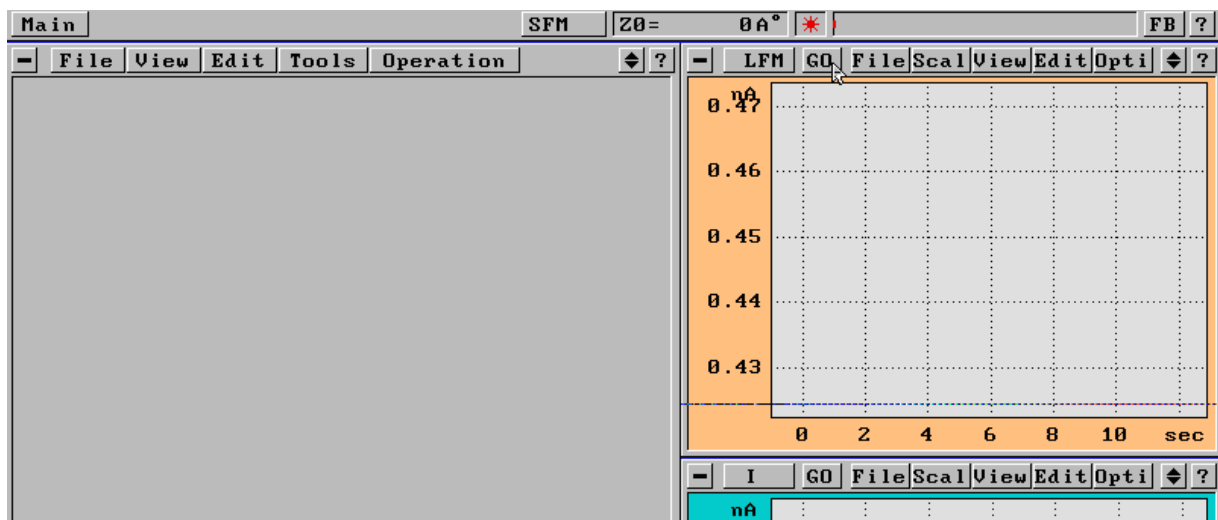 Main SFM Z0= 0A° FB ?
- File View Edit Tools Operation ?
- LFM GO File Scal View Edit Opti ?
nA
0.47
0.46
0.45
0.44
0.43
0 2 4 6 8 10 sec
- I GO File Scal View Edit Opti ?
nA